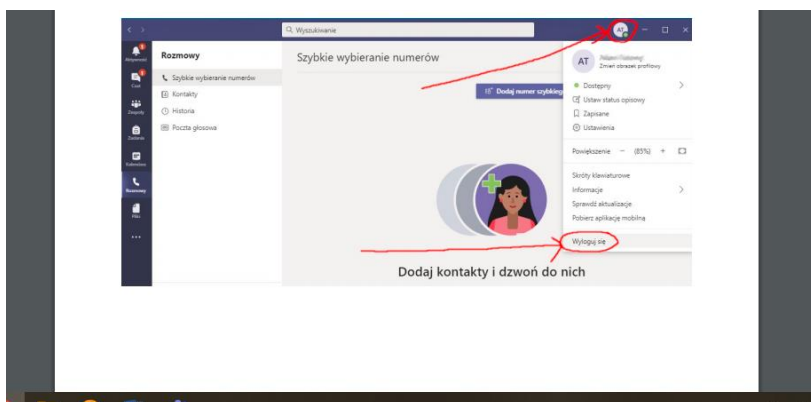 Wyszukiwanie
AT
Aktywność
Czat
Zespoły
Zadania
Kalendarz
Rozmowy
Pliki
Rozmowy
Szybkie wybieranie numerów
Kontakty
Historia
Poczta głosowa
Szybkie wybieranie numerów
Dodaj numer szybkieg
Dodaj kontakty i dzwoń do nich
AT
Zmień obrazek profilowy
Dostępny
Ustaw status opisowy
Zapisane
Ustawienia
Powiększenie − (85%) +
Skróty klawiaturowe
Informacje
Sprawdź aktualizacje
Pobierz aplikację mobilną
Wyloguj się